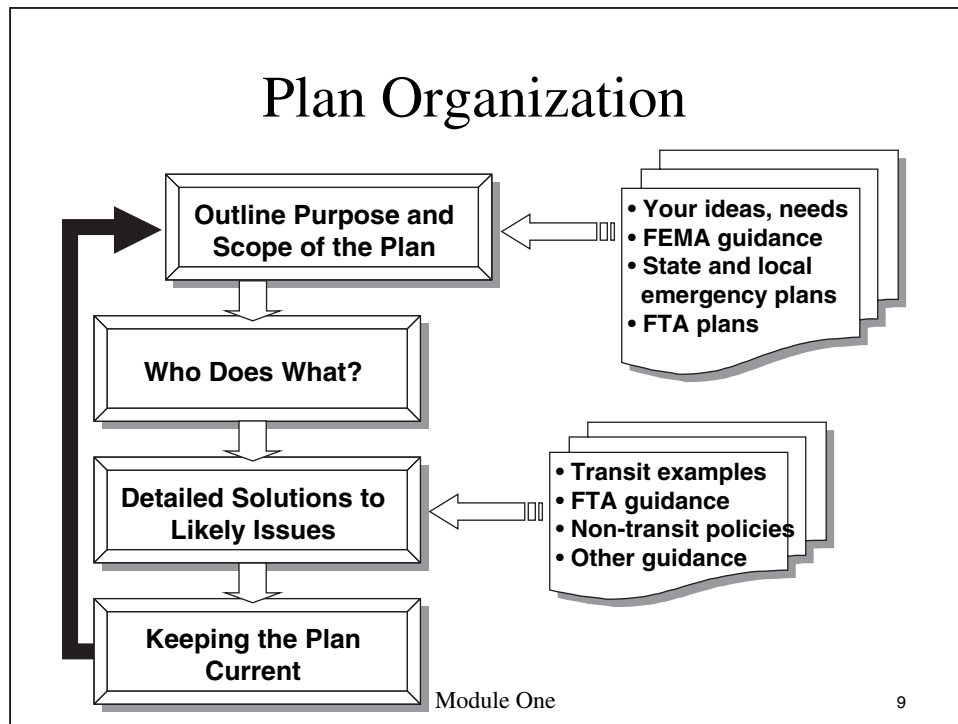 Plan Organization
Outline Purpose and
Scope of the Plan
• Your ideas, needs
• FEMA guidance
• State and local
emergency plans
• FTA plans
Who Does What?
Detailed Solutions to
Likely Issues
• Transit examples
• FTA guidance
• Non-transit policies
• Other guidance
Keeping the Plan
Current
Module One
9